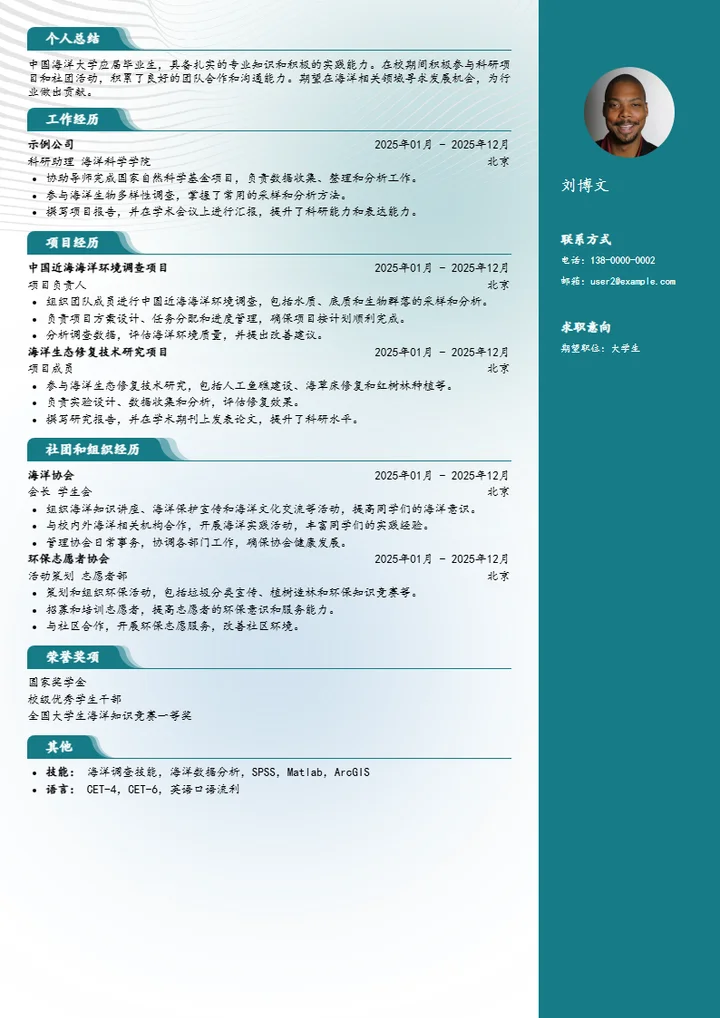 个人总结
中国海洋大学应届毕业生，具备扎实的专业知识和积极的实践能力。在校期间积极参与科研项
目和社团活动，积累了良好的团队合作和沟通能力。期望在海洋相关领域寻求发展机会，为行
业做出贡献。
工作经历
示例公司 2025年01月 - 2025年12月
科研助理 海洋科学学院 北京
• 协助导师完成国家自然科学基金项目，负责数据收集、整理和分析工作。
• 参与海洋生物多样性调查，掌握了常用的采样和分析方法。
• 撰写项目报告，并在学术会议上进行汇报，提升了科研能力和表达能力。
项目经历
中国近海海洋环境调查项目 2025年01月 - 2025年12月
项目负责人 北京
• 组织团队成员进行中国近海海洋环境调查，包括水质、底质和生物群落的采样和分析。
• 负责项目方案设计、任务分配和进度管理，确保项目按计划顺利完成。
• 分析调查数据，评估海洋环境质量，并提出改善建议。
海洋生态修复技术研究项目 2025年01月 - 2025年12月
项目成员 北京
• 参与海洋生态修复技术研究，包括人工鱼礁建设、海草床修复和红树林种植等。
• 负责实验设计、数据收集和分析，评估修复效果。
• 撰写研究报告，并在学术期刊上发表论文，提升了科研水平。
社团和组织经历
海洋协会 2025年01月 - 2025年12月
会长 学生会 北京
• 组织海洋知识讲座、海洋保护宣传和海洋文化交流等活动，提高同学们的海洋意识。
• 与校内外海洋相关机构合作，开展海洋实践活动，丰富同学们的实践经验。
• 管理协会日常事务，协调各部门工作，确保协会健康发展。
环保志愿者协会 2025年01月 - 2025年12月
活动策划 志愿者部 北京
• 策划和组织环保活动，包括垃圾分类宣传、植树造林和环保知识竞赛等。
• 招募和培训志愿者，提高志愿者的环保意识和服务能力。
• 与社区合作，开展环保志愿服务，改善社区环境。
荣誉奖项
国家奖学金
校级优秀学生干部
全国大学生海洋知识竞赛一等奖
其他
• 技能： 海洋调查技能，海洋数据分析，SPSS，Matlab，ArcGIS
• 语言： CET-4，CET-6，英语口语流利
刘博文
联系方式
电话：138-0000-0002
邮箱：user2@example.com
求职意向
期望职位：大学生